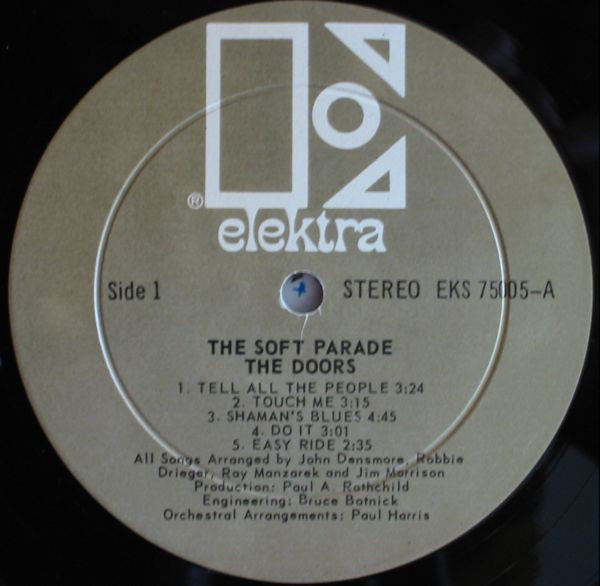 ®
elektra
Side 1 STEREO EKS 75005-A
THE SOFT PARADE
THE DOORS
1. TELL ALL THE PEOPLE 3:24
2. TOUCH ME 3:15
3. SHAMAN'S BLUES 4:45
4. DO IT 3:01
5. EASY RIDE 2:35
All Songs Arranged by John Densmore, Robbie
Drieger, Ray Manzarek and Jim Morrison
Production: Paul A. Rothchild
Engineering: Bruce Botnick
Orchestral Arrangements: Paul Harris